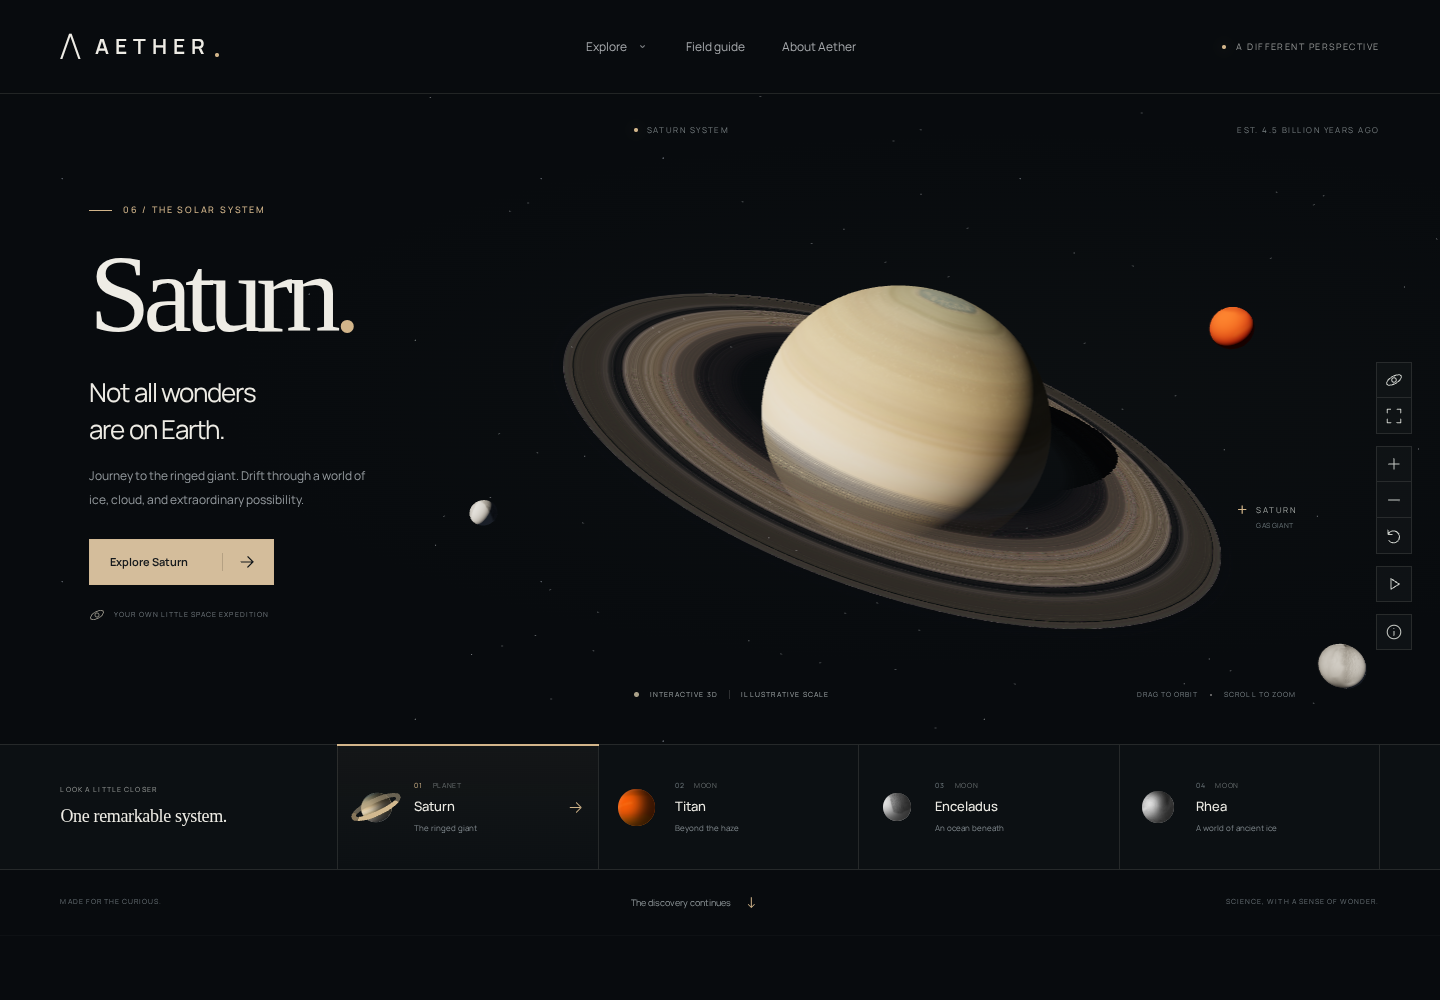 AETHER.
Explore
Field guide
About Aether
A DIFFERENT PERSPECTIVE
SATURN SYSTEM
EST. 4.5 BILLION YEARS AGO
06 / THE SOLAR SYSTEM
Saturn.
Not all wonders
are on Earth.
Journey to the ringed giant. Drift through a world of
ice, cloud, and extraordinary possibility.
Explore Saturn
YOUR OWN LITTLE SPACE EXPEDITION
SATURN
GAS GIANT
INTERACTIVE 3D
ILLUSTRATIVE SCALE
DRAG TO ORBIT • SCROLL TO ZOOM
LOOK A LITTLE CLOSER
One remarkable system.
01 PLANET
Saturn
The ringed giant
02 MOON
Titan
Beyond the haze
03 MOON
Enceladus
An ocean beneath
04 MOON
Rhea
A world of ancient ice
MADE FOR THE CURIOUS.
The discovery continues
SCIENCE, WITH A SENSE OF WONDER.